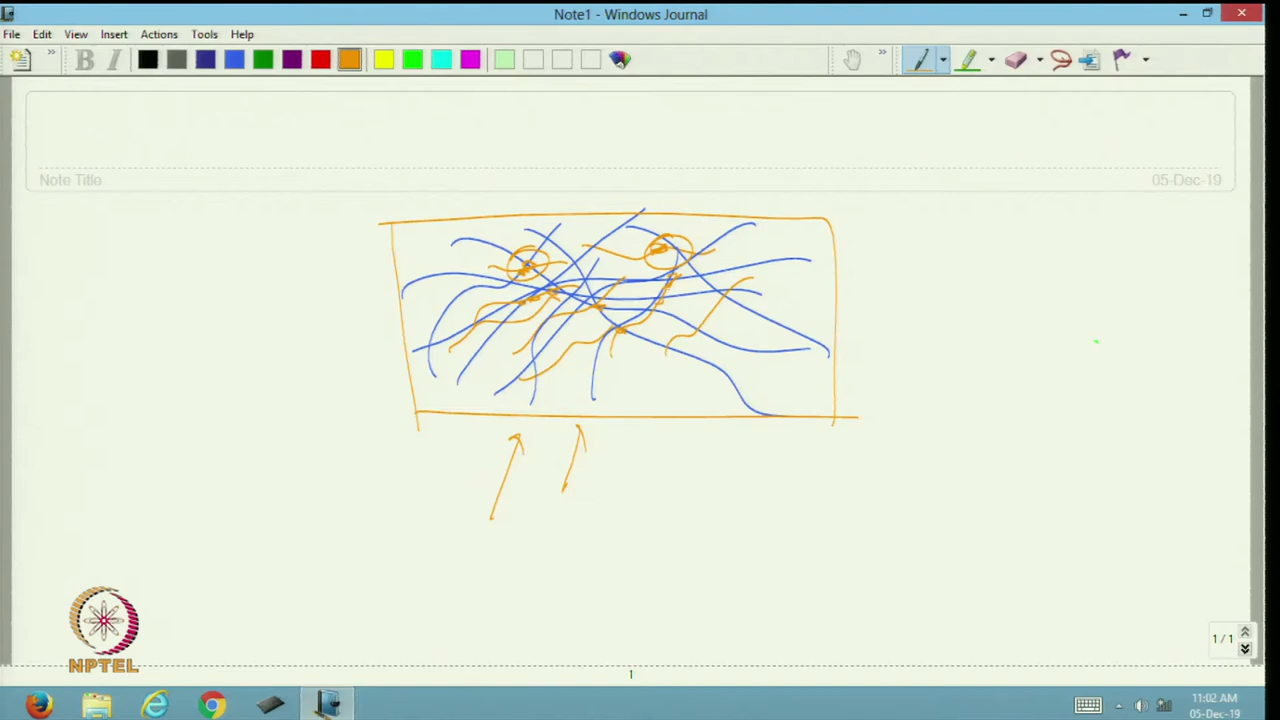 Note1 - Windows Journal
File Edit View Insert Actions Tools Help
B I
Note Title
05-Dec-19
1 / 1
NPTEL
1
11:02 AM
05-Dec-19